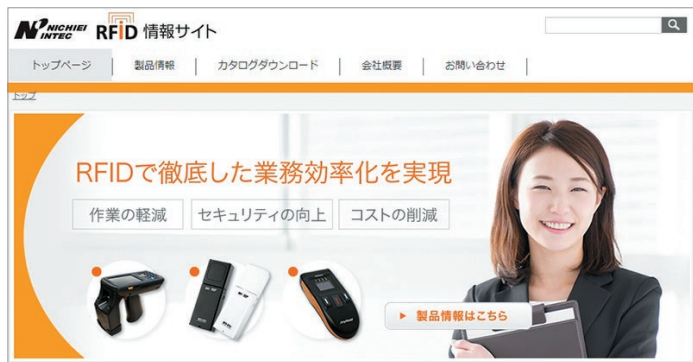 NICHIEI INTEC RFiD 情報サイト
トップページ 製品情報 カタログダウンロード 会社概要 お問い合わせ
トップ
RFIDで徹底した業務効率化を実現
作業の軽減 セキュリティの向上 コストの削減
製品情報はこちら